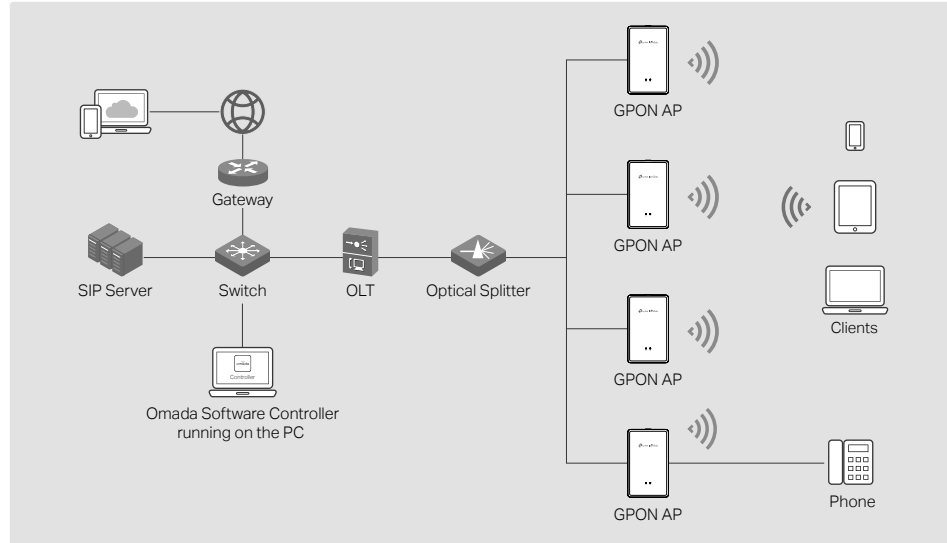 GPON AP
Gateway
GPON AP
SIP Server
Switch
OLT
Optical Splitter
Clients
Controller
GPON AP
Omada Software Controller
running on the PC
Phone
GPON AP